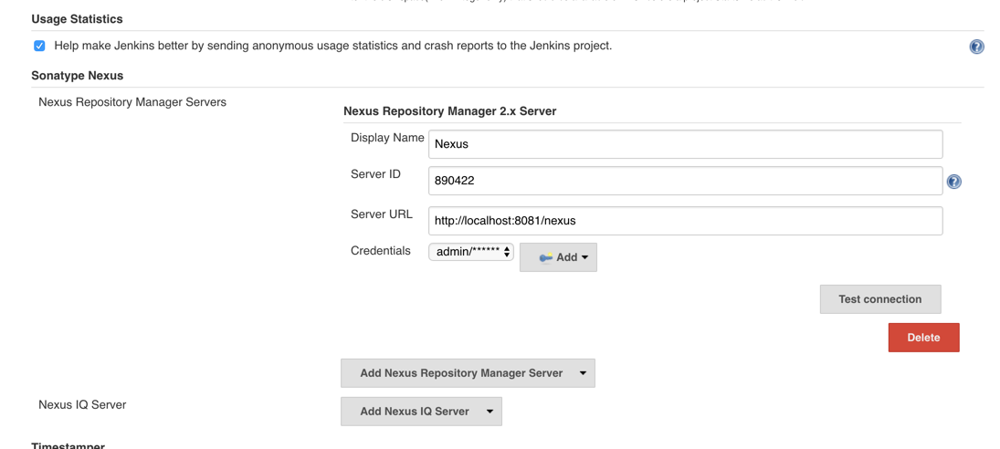 Usage Statistics
Help make Jenkins better by sending anonymous usage statistics and crash reports to the Jenkins project.
Sonatype Nexus
Nexus Repository Manager Servers
Nexus Repository Manager 2.x Server
Display Name Nexus
Server ID 890422
Server URL http://localhost:8081/nexus
Credentials admin/****** Add
Test connection
Delete
Add Nexus Repository Manager Server
Nexus IQ Server Add Nexus IQ Server
Timestamper